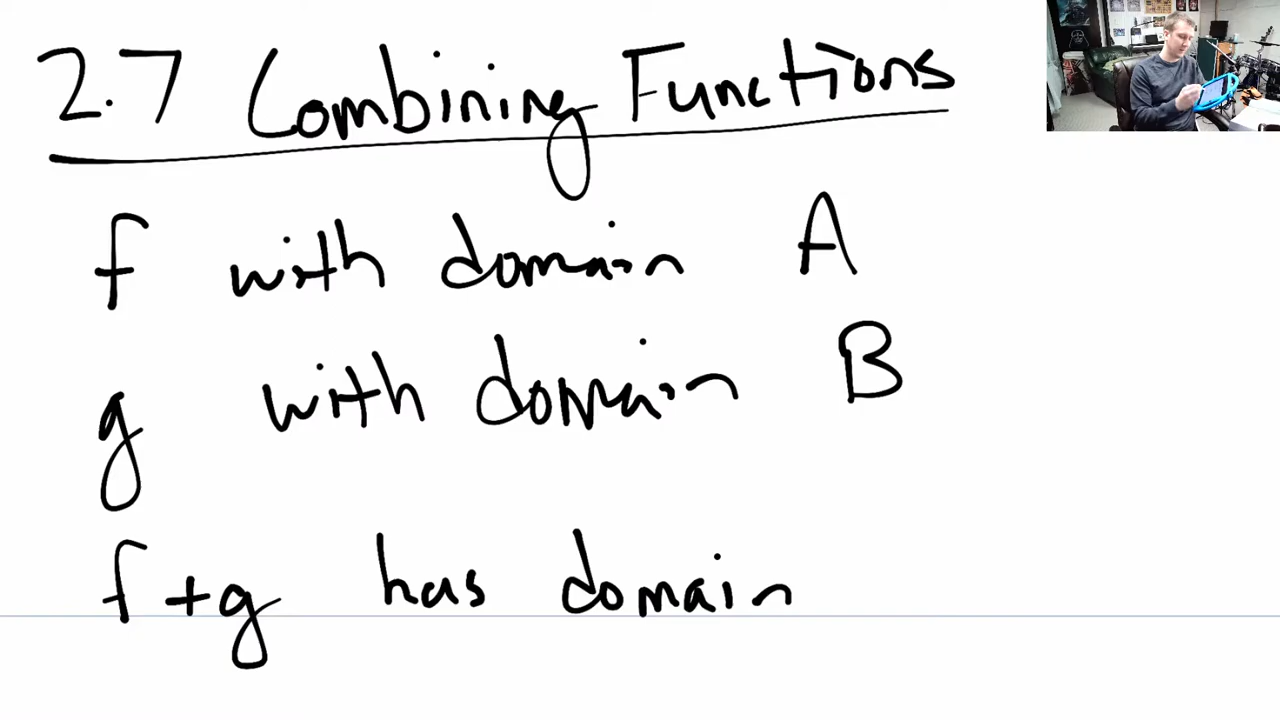 2.7 Combining Functions
f with domain A
g with domain B
f+g has domain